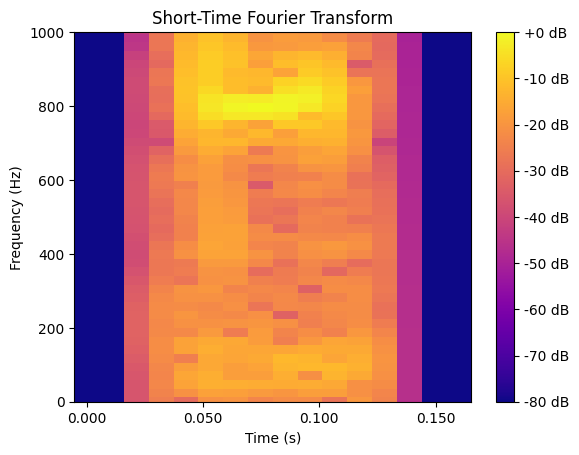 Short-Time Fourier Transform
1000
800
600
400
200
0
Frequency (Hz)
0.000
0.050
0.100
0.150
Time (s)
+0 dB
-10 dB
-20 dB
-30 dB
-40 dB
-50 dB
-60 dB
-70 dB
-80 dB